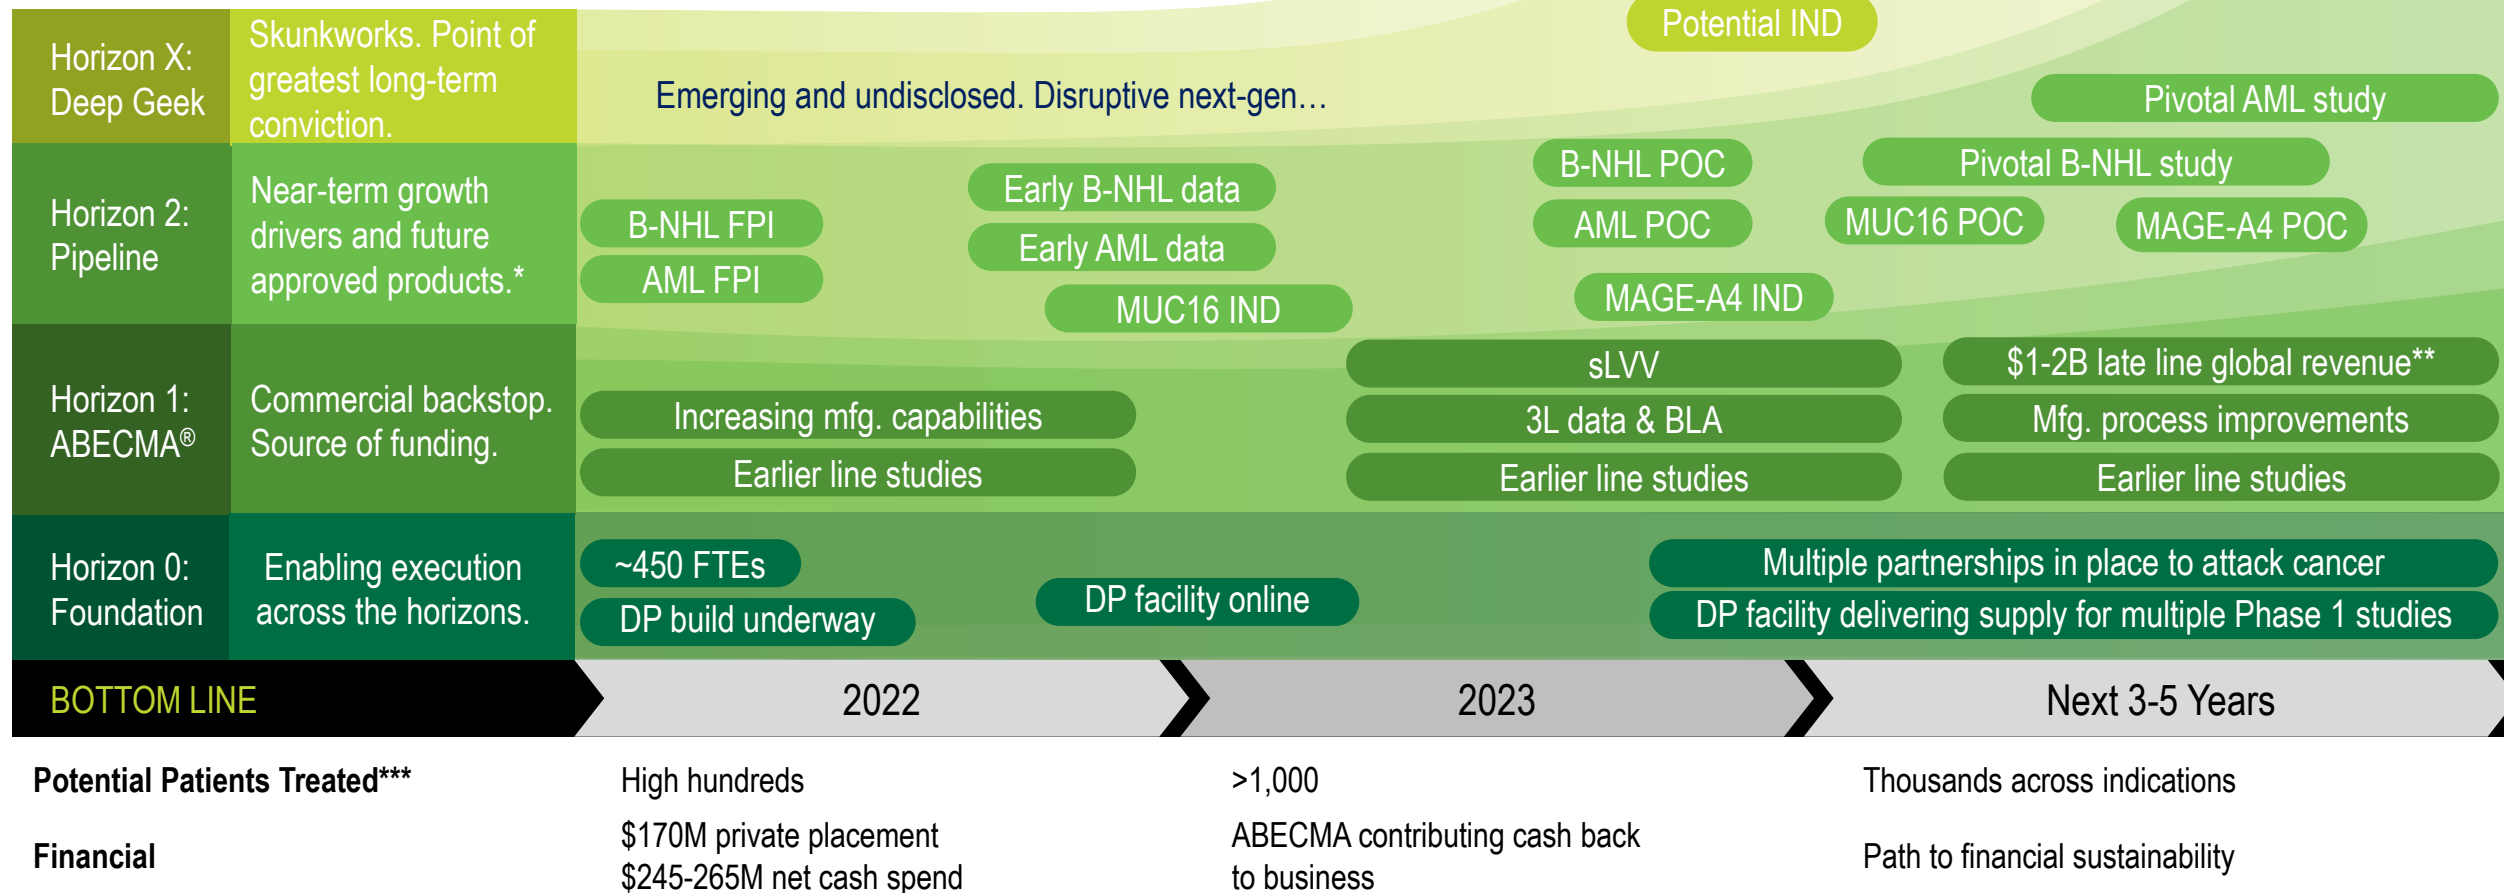 Horizon X:
Deep Geek
Skunkworks. Point of
greatest long-term
conviction.
Emerging and undisclosed. Disruptive next-gen…
Potential IND
Pivotal AML study
Horizon 2:
Pipeline
Near-term growth
drivers and future
approved products.*
B-NHL FPI
AML FPI
Early B-NHL data
Early AML data
MUC16 IND
B-NHL POC
AML POC
MAGE-A4 IND
Pivotal B-NHL study
MUC16 POC
MAGE-A4 POC
Horizon 1:
ABECMA®
Commercial backstop.
Source of funding.
Increasing mfg. capabilities
Earlier line studies
sLVV
3L data & BLA
Earlier line studies
$1-2B late line global revenue**
Mfg. process improvements
Earlier line studies
Horizon 0:
Foundation
Enabling execution
across the horizons.
~450 FTEs
DP build underway
DP facility online
Multiple partnerships in place to attack cancer
DP facility delivering supply for multiple Phase 1 studies
BOTTOM LINE
2022
2023
Next 3-5 Years
Potential Patients Treated***
High hundreds
>1,000
Thousands across indications
Financial
$170M private placement
$245-265M net cash spend
ABECMA contributing cash back
to business
Path to financial sustainability